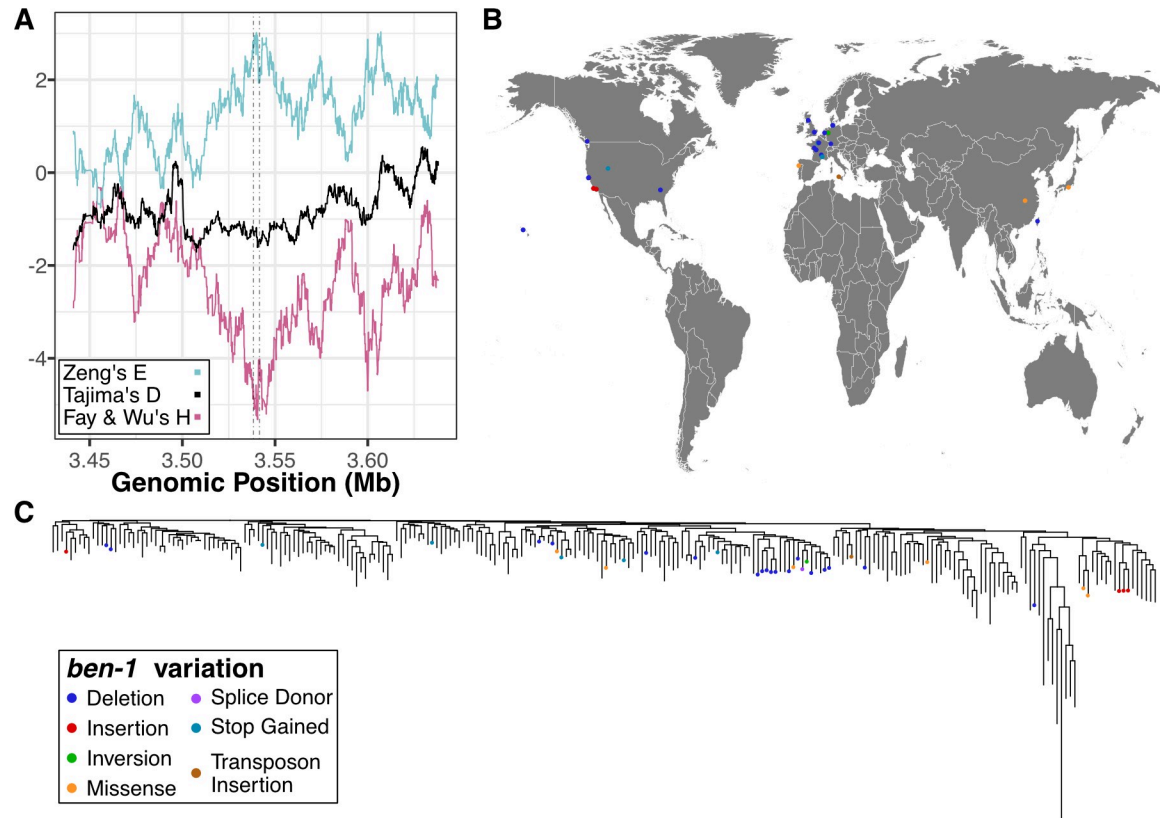 A
2
0
-2
-4
Zeng's E
Tajima's D
Fay & Wu's H
3.45 3.50 3.55 3.60
Genomic Position (Mb)
B
C
ben-1 variation
Deletion
Insertion
Inversion
Missense
Splice Donor
Stop Gained
Transposon
Insertion